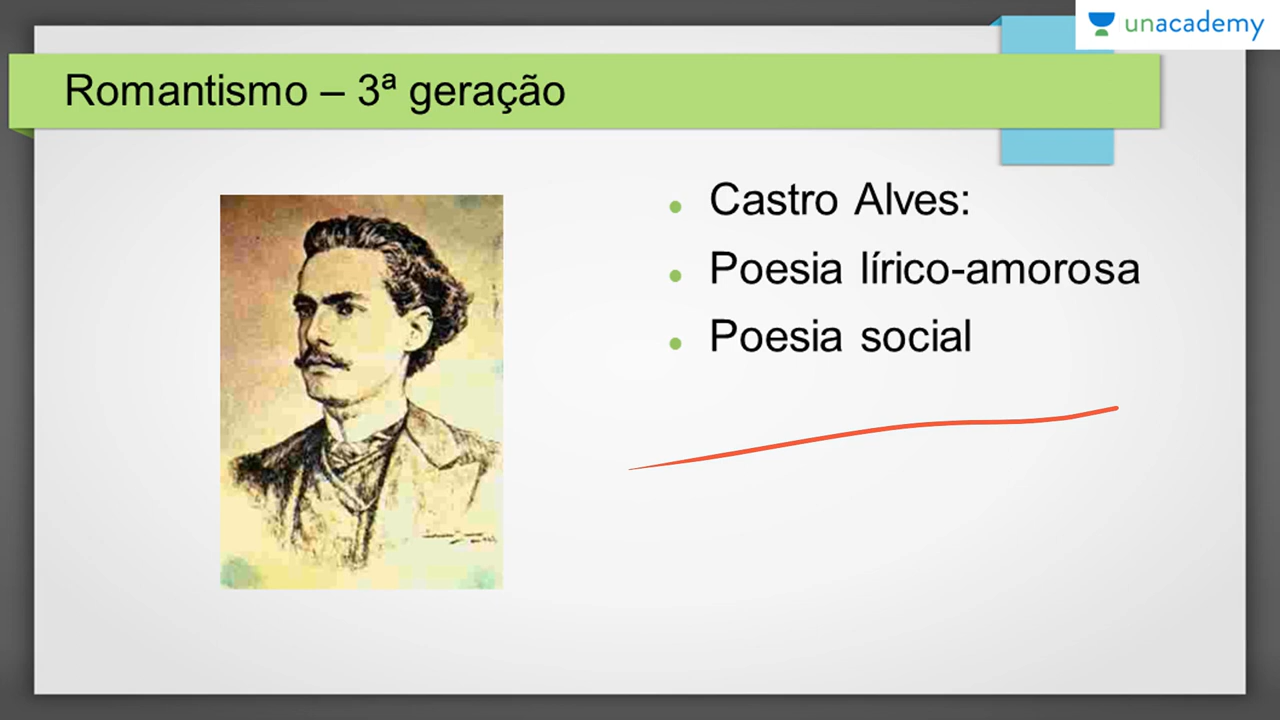 unacademy
Romantismo – 3ª geração
Castro Alves:
Poesia lírico-amorosa
Poesia social